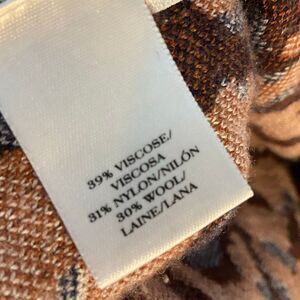 39% VISCOSE/
VISCOSA
31% NYLON/NILÓN
30% WOOL/
LAINE/LANA